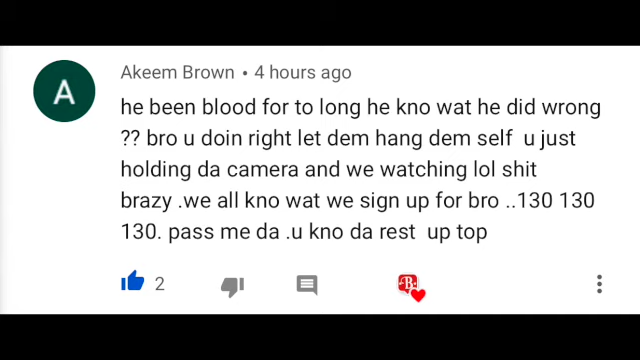 A
Akeem Brown • 4 hours ago
he been blood for to long he kno wat he did wrong
?? bro u doin right let dem hang dem self u just
holding da camera and we watching lol shit
brazy .we all kno wat we sign up for bro ..130 130
130. pass me da .u kno da rest up top
2
B